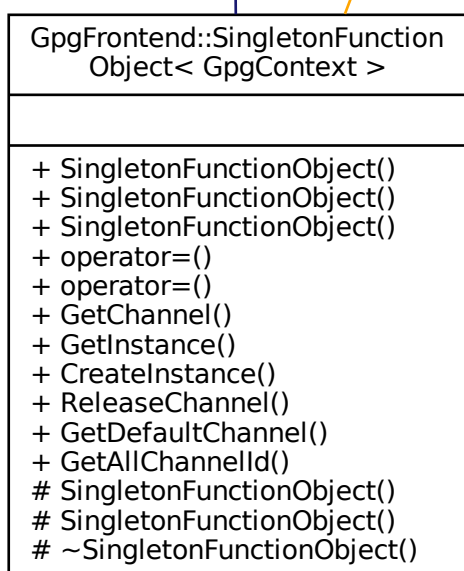 GpgFrontend::SingletonFunction
Object< GpgContext >
+ SingletonFunctionObject()
+ SingletonFunctionObject()
+ SingletonFunctionObject()
+ operator=()
+ operator=()
+ GetChannel()
+ GetInstance()
+ CreateInstance()
+ ReleaseChannel()
+ GetDefaultChannel()
+ GetAllChannelId()
# SingletonFunctionObject()
# SingletonFunctionObject()
# ~SingletonFunctionObject()